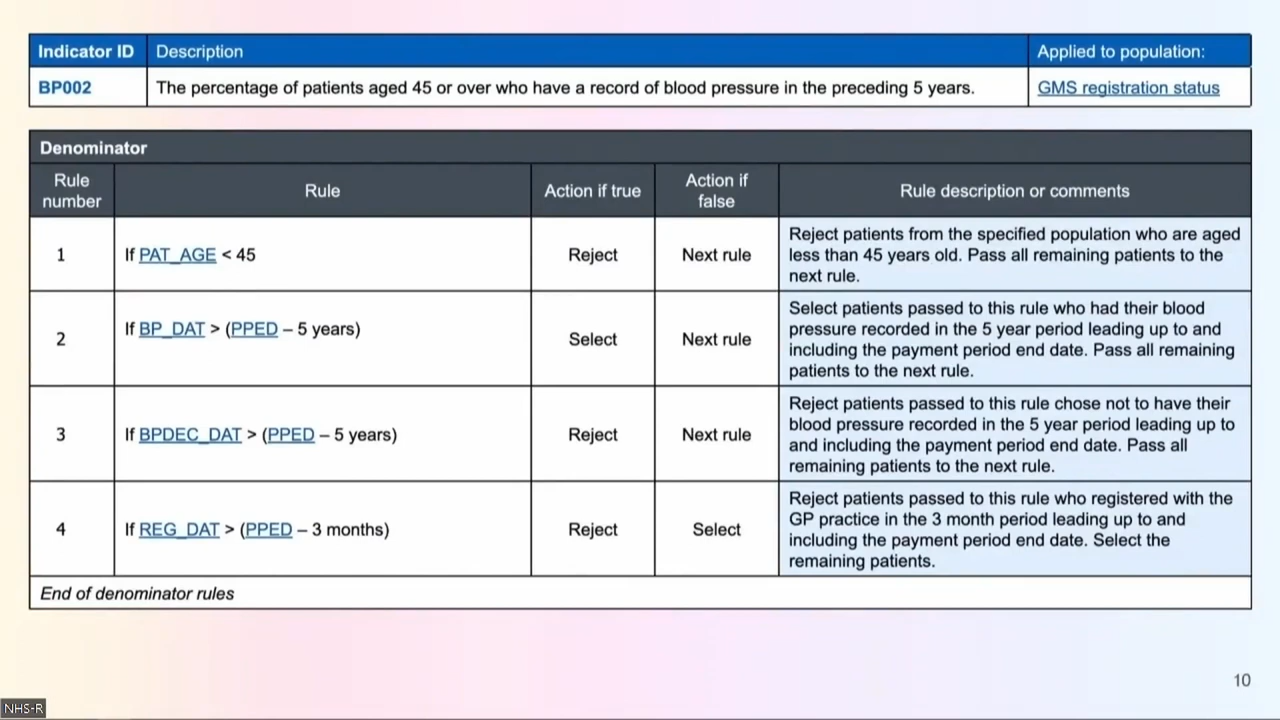 Indicator ID Description Applied to population:
BP002 The percentage of patients aged 45 or over who have a record of blood pressure in the preceding 5 years. GMS registration status
Denominator
Rule number Rule Action if true Action if false Rule description or comments
1 If PAT_AGE < 45 Reject Next rule
Reject patients from the specified population who are aged
less than 45 years old. Pass all remaining patients to the
next rule.
2 If BP_DAT > (PPED – 5 years) Select Next rule
Select patients passed to this rule who had their blood
pressure recorded in the 5 year period leading up to and
including the payment period end date. Pass all remaining
patients to the next rule.
3 If BPDEC_DAT > (PPED – 5 years) Reject Next rule
Reject patients passed to this rule chose not to have their
blood pressure recorded in the 5 year period leading up to
and including the payment period end date. Pass all
remaining patients to the next rule.
4 If REG_DAT > (PPED – 3 months) Reject Select
Reject patients passed to this rule who registered with the
GP practice in the 3 month period leading up to and
including the payment period end date. Select the
remaining patients.
End of denominator rules
10
NHS-R